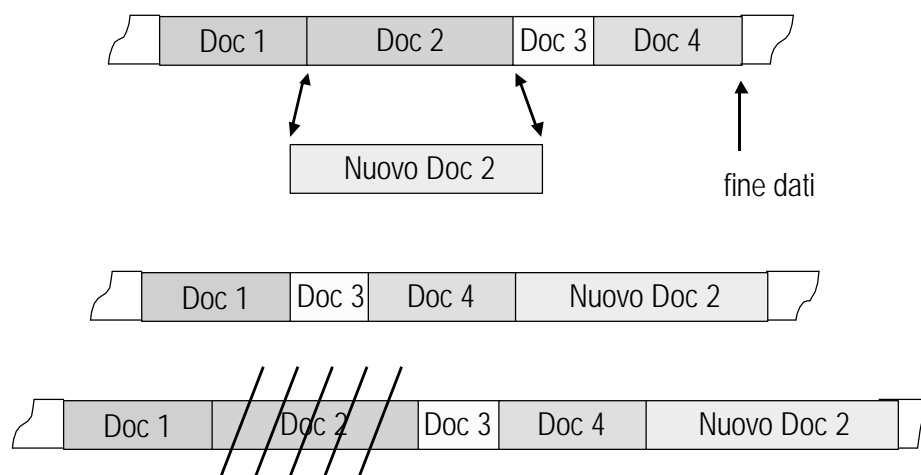 Doc 1 Doc 2 Doc 3 Doc 4
Nuovo Doc 2
fine dati
Doc 1 Doc 3 Doc 4 Nuovo Doc 2
Doc 1 Doc 2 Doc 3 Doc 4 Nuovo Doc 2